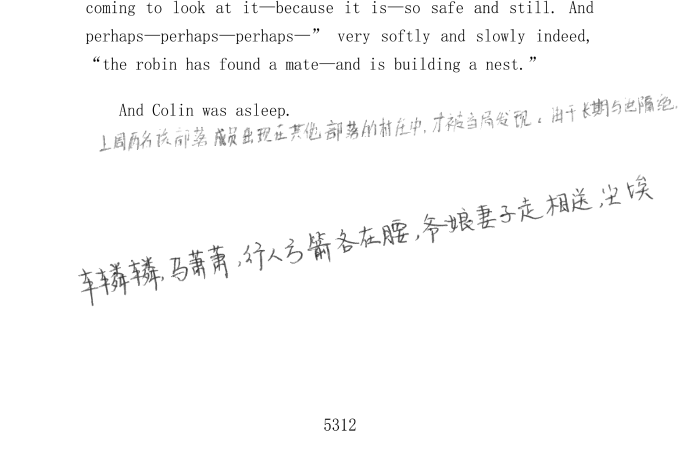 coming to look at it—because it is—so safe and still. And
perhaps—perhaps—perhaps—” very softly and slowly indeed,
“the robin has found a mate—and is building a nest.”
And Colin was asleep.
上周两名该部落成员出现在其他部落的村庄中，才被当局发现。由于长期与世隔绝，
车辚辚，马萧萧，行人弓箭各在腰，爷娘妻子走相送，尘埃
5312